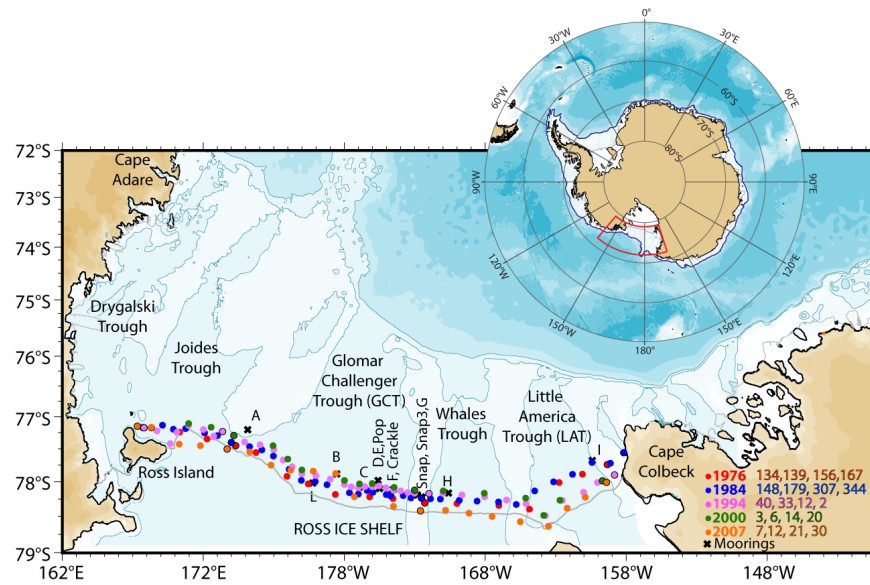 0°
30°W
30°E
60°W
60°E
60°S
70°S
80°S
90°W
90°E
120°W
120°E
150°W
150°E
180°
72°S
73°S
74°S
75°S
76°S
77°S
78°S
79°S
Cape
Adare
Drygalski
Trough
Joides
Trough
Glomar
Challenger
Trough (GCT)
Whales
Trough
Little
America
Trough (LAT)
Cape
Colbeck
Ross Island
ROSS ICE SHELF
A
B
C
D,E,Pop
F, Crackle
Snap, Snap3,G
H
I
L
1976 134,139, 156,167
1984 148,179, 307, 344
1994 40, 33,12, 2
2000 3, 6, 14, 20
2007 7,12, 21, 30
Moorings
162°E 172°E 178°W 168°W 158°W 148°W